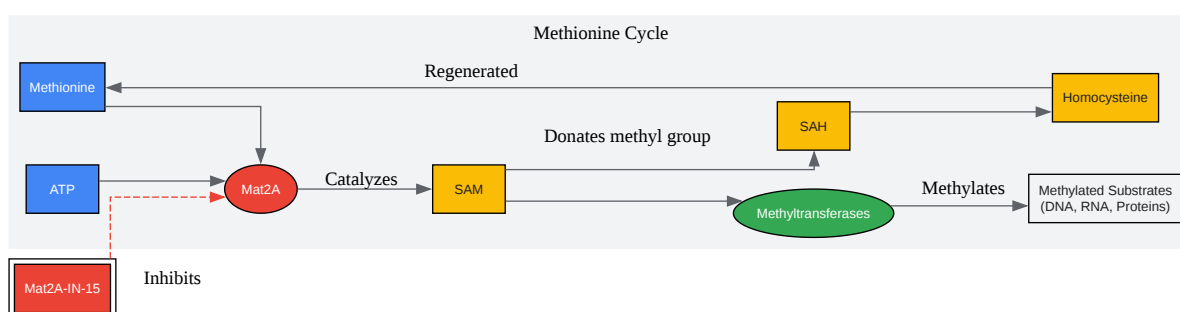 Methionine Cycle
Regenerated
Methionine
Homocysteine
SAH
Donates methyl group
ATP
Mat2A
Catalyzes
SAM
Methyltransferases
Methylates
Methylated Substrates
(DNA, RNA, Proteins)
Mat2A-IN-15
Inhibits